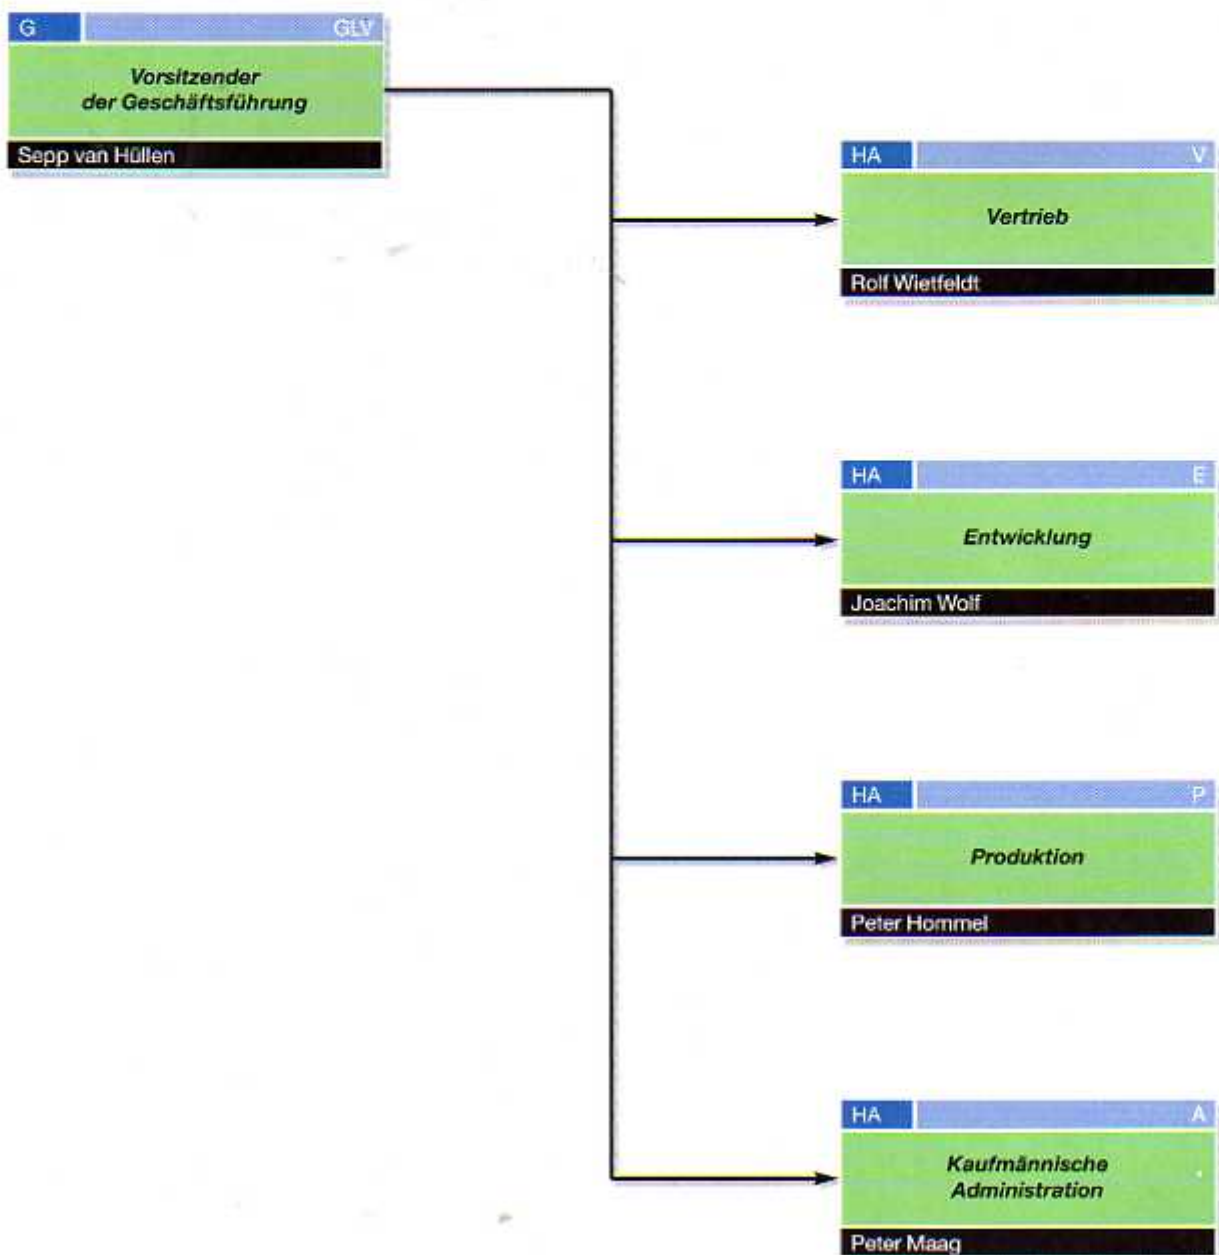 G GLV
Vorsitzender
der Geschäftsführung
Sepp van Hüllen
HA V
Vertrieb
Rolf Wietfeldt
HA E
Entwicklung
Joachim Wolf
HA P
Produktion
Peter Hommel
HA A
Kaufmännische
Administration
Peter Maag